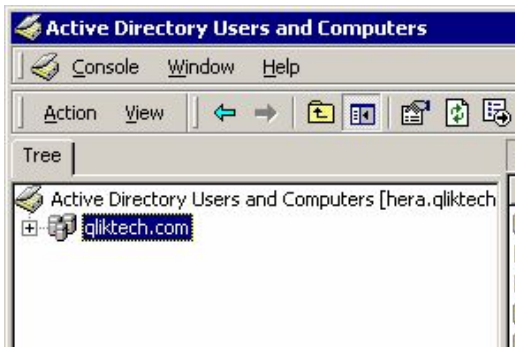 Active Directory Users and Computers
Console Window Help
Action View
Tree
Active Directory Users and Computers [hera.qliktech
qliktech.com